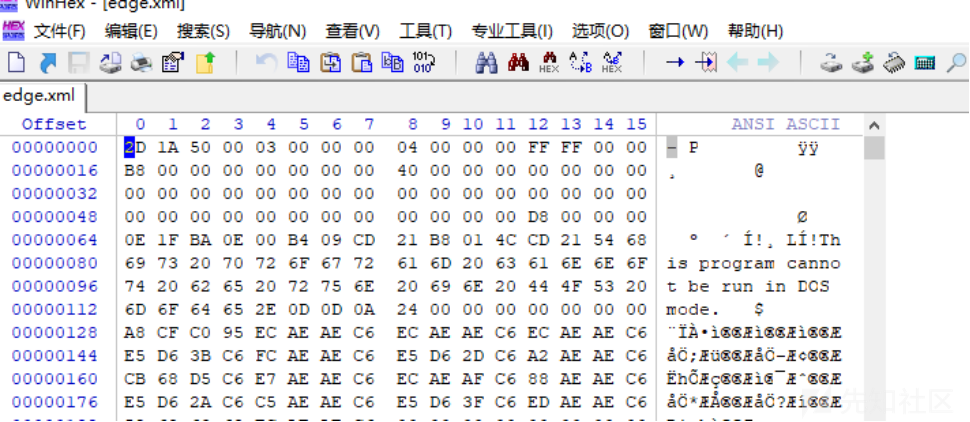 WinHex - [edge.xml]
文件(F) 编辑(E) 搜索(S) 导航(N) 查看(V) 工具(T) 专业工具(I) 选项(O) 窗口(W) 帮助(H)
edge.xml
Offset 0 1 2 3 4 5 6 7 8 9 10 11 12 13 14 15 ANSI ASCII
00000000 2D 1A 50 00 03 00 00 00 04 00 00 00 FF FF 00 00 - P ÿÿ
00000016 B8 00 00 00 00 00 00 00 40 00 00 00 00 00 00 00 ¸ @
00000032 00 00 00 00 00 00 00 00 00 00 00 00 00 00 00 00
00000048 00 00 00 00 00 00 00 00 00 00 00 00 D8 00 00 00 Ø
00000064 0E 1F BA 0E 00 B4 09 CD 21 B8 01 4C CD 21 54 68 º ´ Í!¸ LÍ!Th
00000080 69 73 20 70 72 6F 67 72 61 6D 20 63 61 6E 6E 6F is program canno
00000096 74 20 62 65 20 72 75 6E 20 69 6E 20 44 4F 53 20 t be run in DOS
00000112 6D 6F 64 65 2E 0D 0D 0A 24 00 00 00 00 00 00 00 mode. $
00000128 A8 CF C0 95 EC AE AE C6 EC AE AE C6 EC AE AE C6 ¨ÏÀ•ì®®Æì®®Æì®®Æ
00000144 E5 D6 3B C6 FC AE AE C6 E5 D6 2D C6 A2 AE AE C6 åÖ;Æü®®ÆåÖ-Æ¢®®Æ
00000160 CB 68 D5 C6 E7 AE AE C6 EC AE AF C6 88 AE AE C6 ËhÕÆç®®Æì®¯Æˆ®®Æ
00000176 E5 D6 2A C6 C5 AE AE C6 E5 D6 3F C6 ED AE AE C6 åÖ*ÆÅ®®ÆåÖ?Æí®®Æ